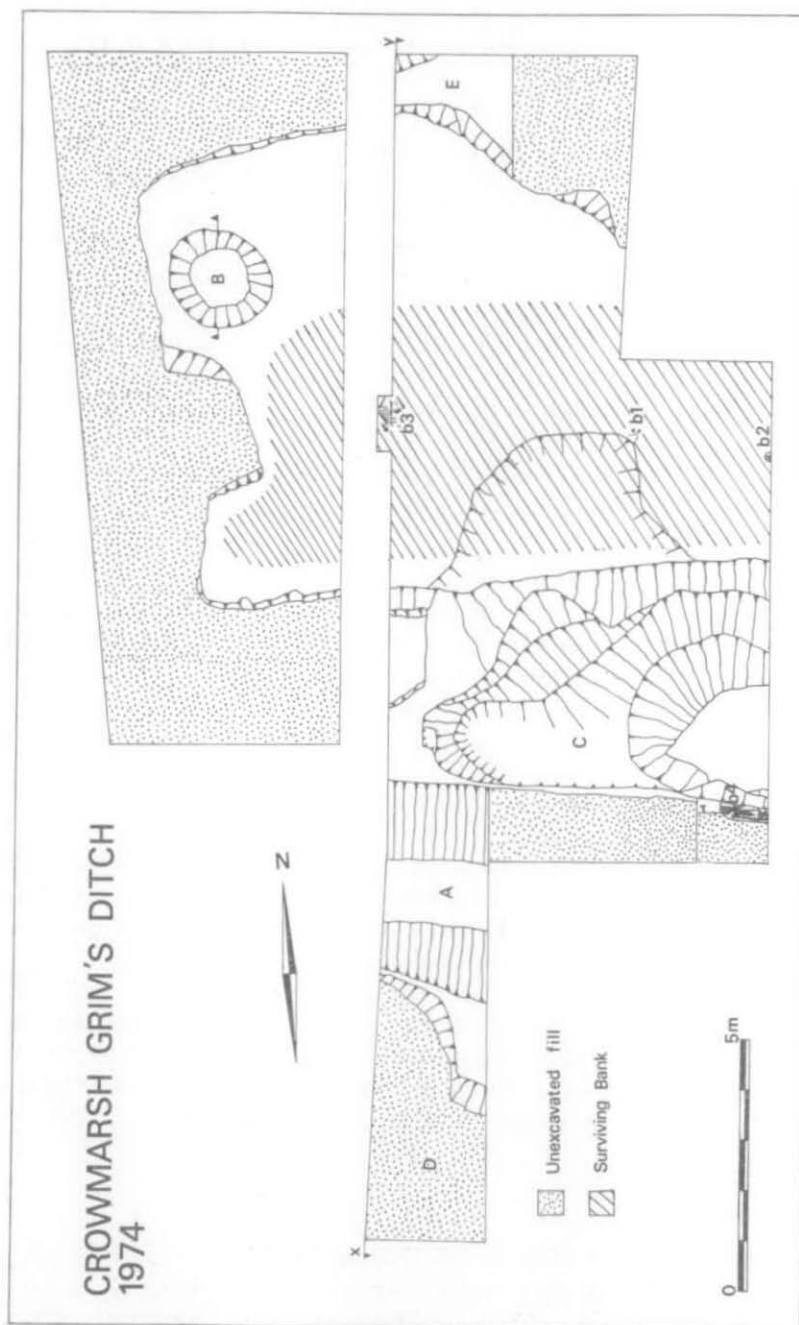 CROWMARSH GRIM'S DITCH
1974
N
Unexcavated fill
Surviving Bank
0
5m
x
D
A
C
B
E
Y
b3
b1
b2
b4